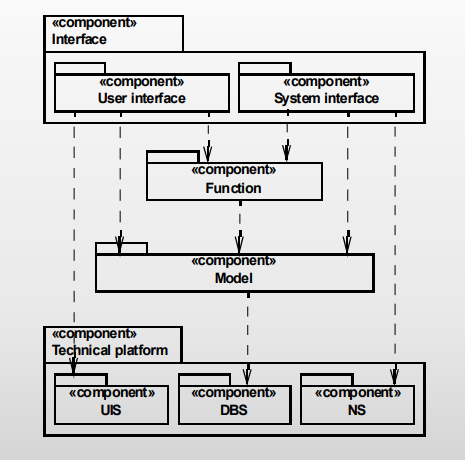 «component»
Interface
«component»
User interface
«component»
System interface
«component»
Function
«component»
Model
«component»
Technical platform
«component»
UIS
«component»
DBS
«component»
NS